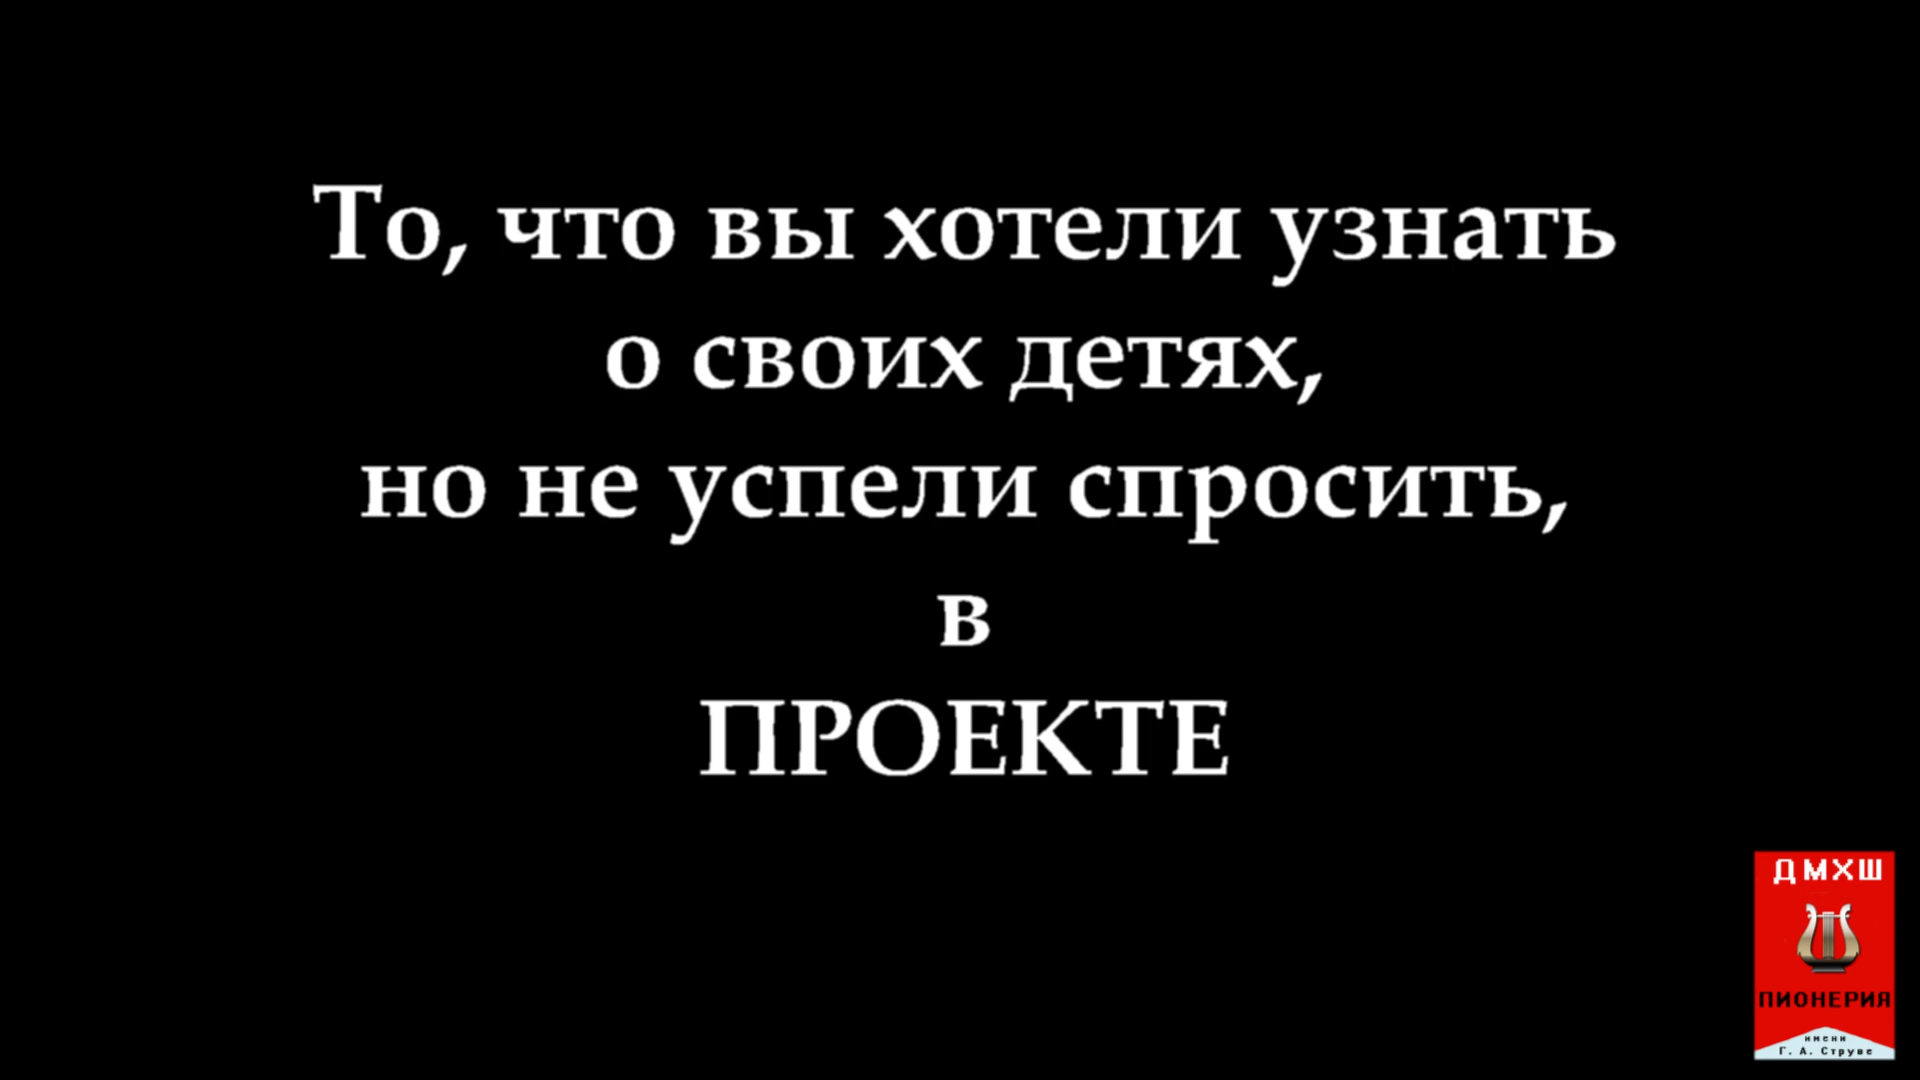 То, что вы хотели узнать
о своих детях,
но не успели спросить,
в
ПРОЕКТЕ
ДМХШ
ПИОНЕРИЯ
имени
Г. А. Струве